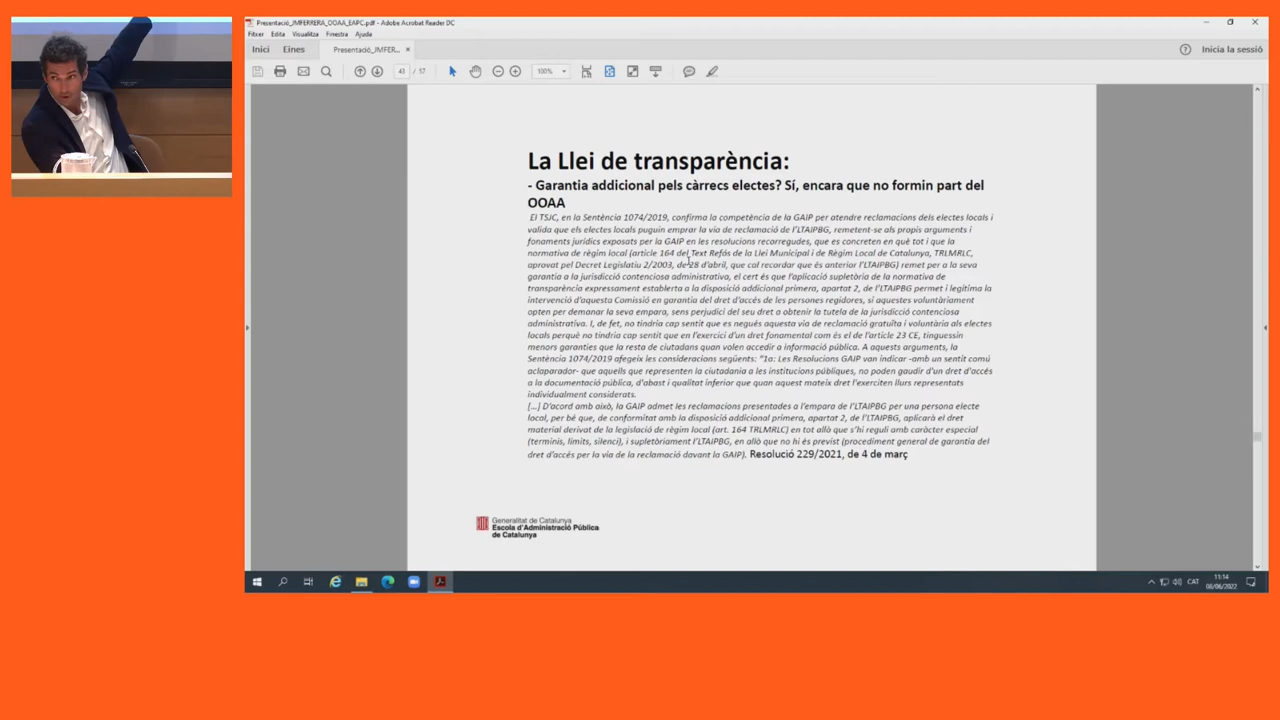 Presentació_JMFERRERA_OOAA_EAPC.pdf - Adobe Acrobat Reader DC
Fitxer Edita Visualitza Finestra Ajuda
Inici Eines Presentació_JMFER... × Inicia la sessió
43 / 57 100%
La Llei de transparència:
- Garantia addicional pels càrrecs electes? Sí, encara que no formin part del
OOAA
El TSJC, en la Sentència 1074/2019, confirma la competència de la GAIP per atendre reclamacions dels electes locals i
valida que els electes locals puguin emprar la via de reclamació de l'LTAIPBG, remetent-se als propis arguments i
fonaments jurídics exposats per la GAIP en les resolucions recorregudes, que es concreten en què tot i que la
normativa de règim local (article 164 del Text Refós de la Llei Municipal i de Règim Local de Catalunya, TRLMRLC,
aprovat pel Decret Legislatiu 2/2003, de 28 d'abril, que cal recordar que és anterior l'LTAIPBG) remet per a la seva
garantia a la jurisdicció contenciosa administrativa, el cert és que l'aplicació supletòria de la normativa de
transparència expressament establerta a la disposició addicional primera, apartat 2, de l'LTAIPBG permet i legitima la
intervenció d'aquesta Comissió en garantia del dret d'accés de les persones regidores, si aquestes voluntàriament
opten per demanar la seva empara, sens perjudici del seu dret a obtenir la tutela de la jurisdicció contenciosa
administrativa. I, de fet, no tindria cap sentit que es negués aquesta via de reclamació gratuïta i voluntària als electes
locals perquè no tindria cap sentit que en l'exercici d'un dret fonamental com és el de l'article 23 CE, tinguessin
menors garanties que la resta de ciutadans quan volen accedir a informació pública. A aquests arguments, la
Sentència 1074/2019 afegeix les consideracions següents: "1a: Les Resolucions GAIP van indicar -amb un sentit comú
aclaparador- que aquells que representen la ciutadania a les institucions públiques, no poden gaudir d'un dret d'accés
a la documentació pública, d'abast i qualitat inferior que quan aquest mateix dret l'exerciten llurs representats
individualment considerats.
[...] D'acord amb això, la GAIP admet les reclamacions presentades a l'empara de l'LTAIPBG per una persona electe
local, per bé que, de conformitat amb la disposició addicional primera, apartat 2, de l'LTAIPBG, aplicarà el dret
material derivat de la legislació de règim local (art. 164 TRLMRLC) en tot allò que s'hi reguli amb caràcter especial
(terminis, límits, silenci), i supletòriament l'LTAIPBG, en allò que no hi és previst (procediment general de garantia del
dret d'accés per la via de la reclamació davant la GAIP). Resolució 229/2021, de 4 de març
Generalitat de Catalunya
Escola d'Administració Pública
de Catalunya
CAT 11:14
08/06/2022